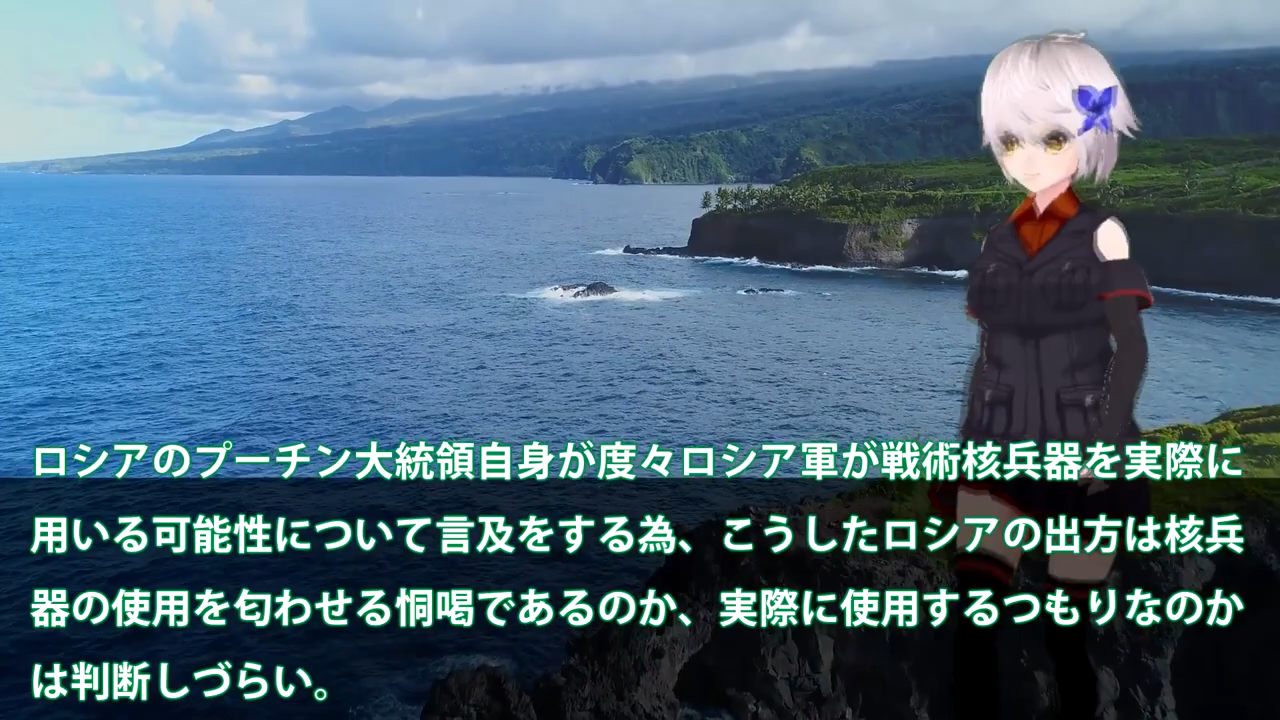 ロシアのプーチン大統領自身が度々ロシア軍が戦術核兵器を実際に
用いる可能性について言及をする為、こうしたロシアの出方は核兵
器の使用を匂わせる恫喝であるのか、実際に使用するつもりなのか
は判断しづらい。